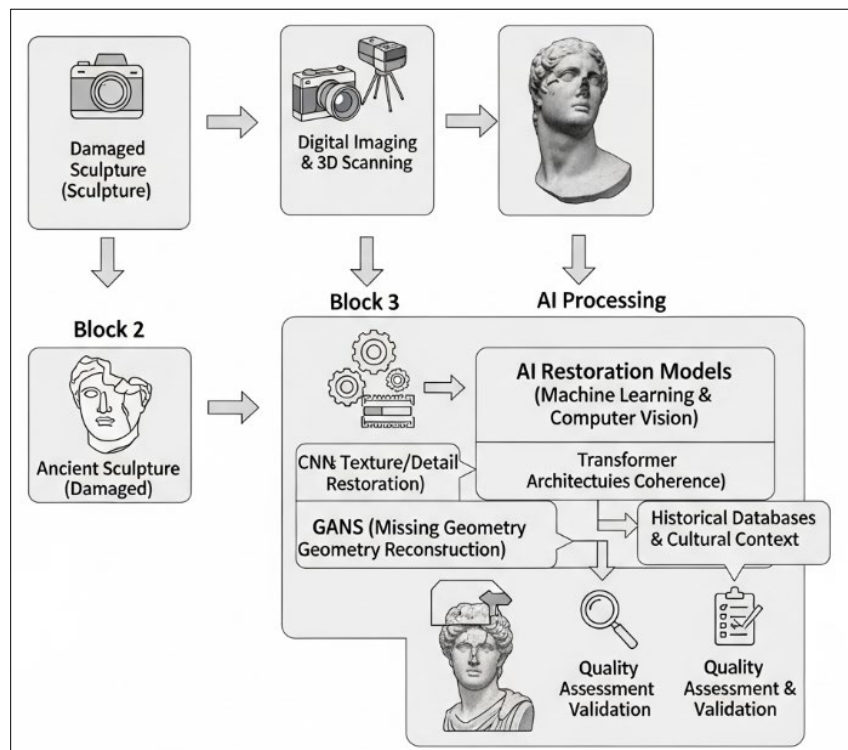 Damaged
Sculpture
(Sculpture)
Digital Imaging
& 3D Scanning
Block 2
Ancient Sculpture
(Damaged)
Block 3
AI Processing
AI Restoration Models
(Machine Learning &
Computer Vision)
CNN: Texture/Detail
Restoration)
Transformer
Architectuies Coherence)
GANS (Missing Geometry
Geometry Reconstruction)
Historical Databases
& Cultural Context
Quality
Assessment
Validation
Quality
Assessment &
Validation